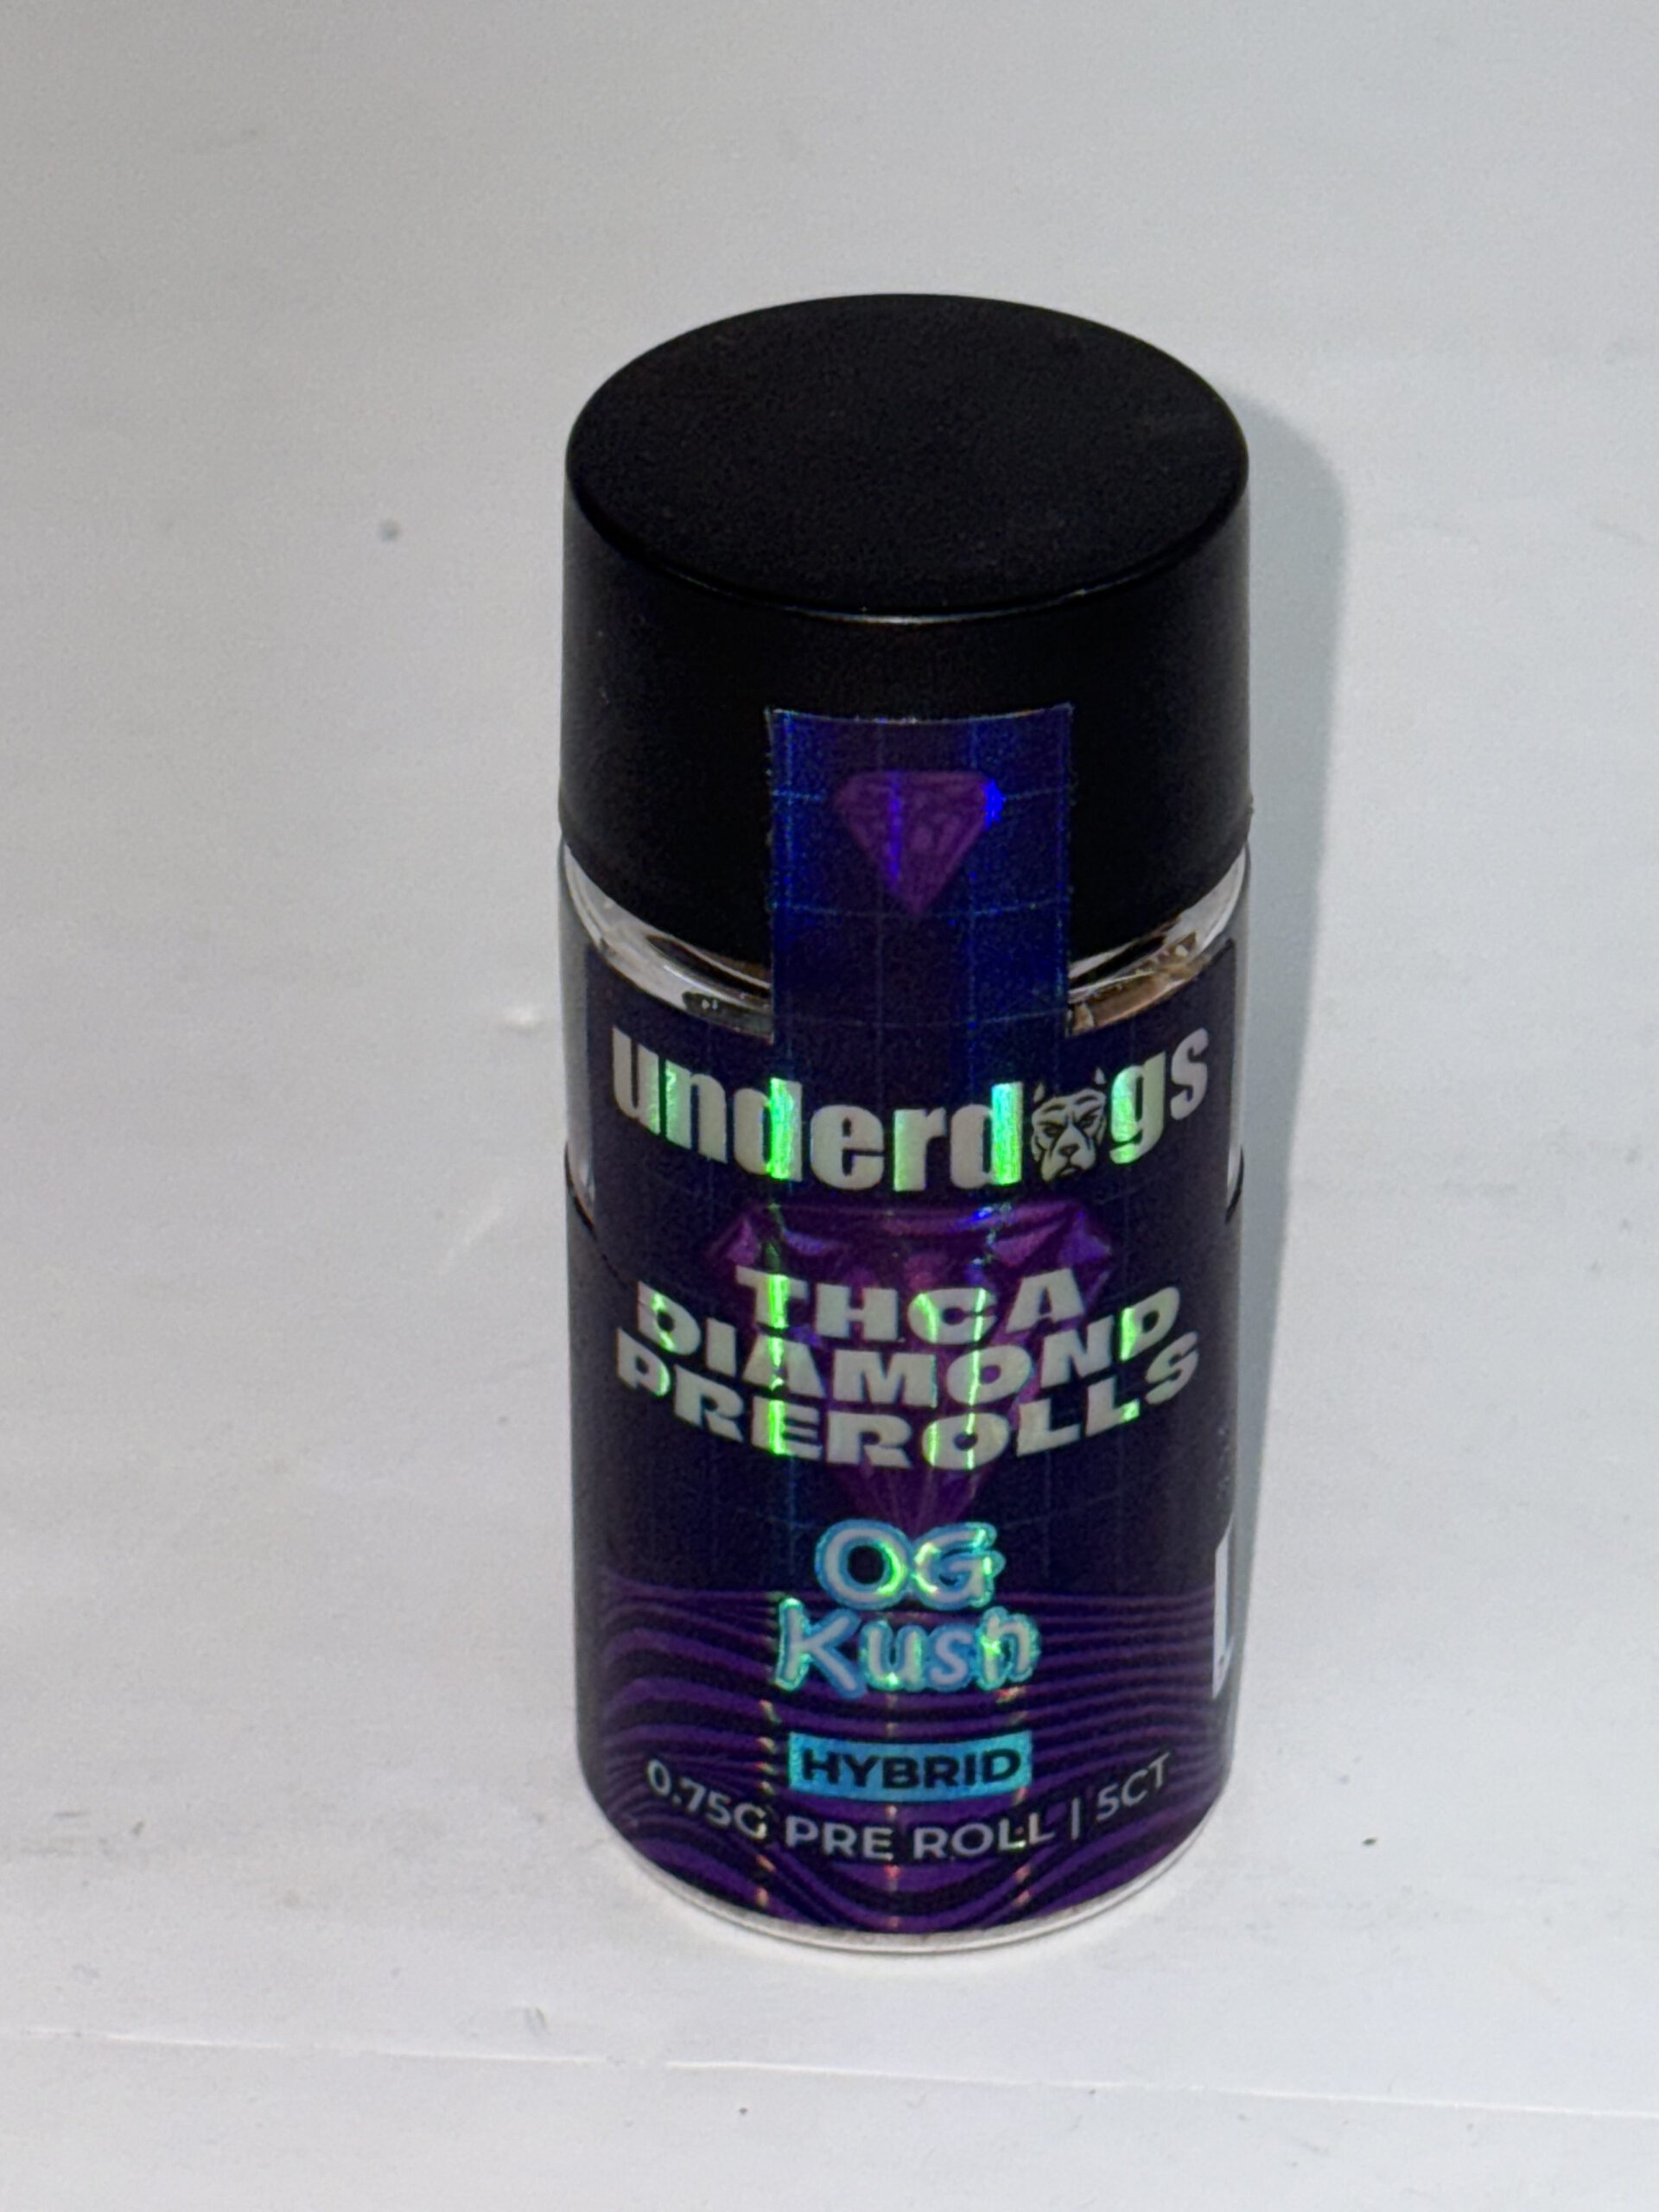 underdogs
THCA
DIAMOND
PREROLLS
OG
Kush
HYBRID
0.75G PRE ROLL | 5CT